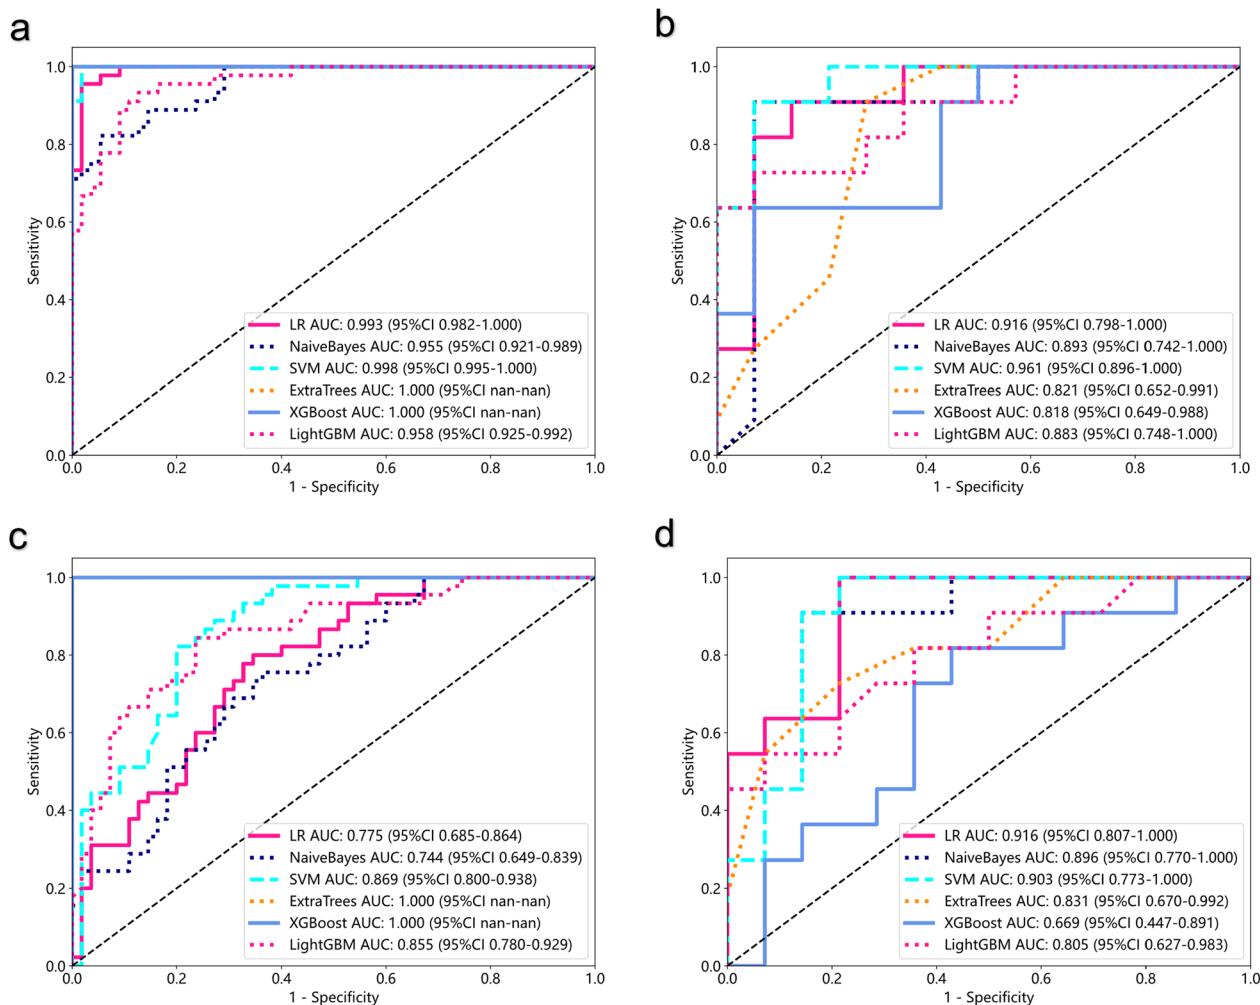 a
1.0
0.8
0.6
0.4
0.2
0.0
Sensitivity
LR AUC: 0.993 (95%CI 0.982-1.000)
NaiveBayes AUC: 0.955 (95%CI 0.921-0.989)
SVM AUC: 0.998 (95%CI 0.995-1.000)
ExtraTrees AUC: 1.000 (95%CI nan-nan)
XGBoost AUC: 1.000 (95%CI nan-nan)
LightGBM AUC: 0.958 (95%CI 0.925-0.992)
0.0 0.2 0.4 0.6 0.8 1.0
1 - Specificity
b
1.0
0.8
0.6
0.4
0.2
0.0
Sensitivity
LR AUC: 0.916 (95%CI 0.798-1.000)
NaiveBayes AUC: 0.893 (95%CI 0.742-1.000)
SVM AUC: 0.961 (95%CI 0.896-1.000)
ExtraTrees AUC: 0.821 (95%CI 0.652-0.991)
XGBoost AUC: 0.818 (95%CI 0.649-0.988)
LightGBM AUC: 0.883 (95%CI 0.748-1.000)
0.0 0.2 0.4 0.6 0.8 1.0
1 - Specificity
c
1.0
0.8
0.6
0.4
0.2
0.0
Sensitivity
LR AUC: 0.775 (95%CI 0.685-0.864)
NaiveBayes AUC: 0.744 (95%CI 0.649-0.839)
SVM AUC: 0.869 (95%CI 0.800-0.938)
ExtraTrees AUC: 1.000 (95%CI nan-nan)
XGBoost AUC: 1.000 (95%CI nan-nan)
LightGBM AUC: 0.855 (95%CI 0.780-0.929)
0.0 0.2 0.4 0.6 0.8 1.0
1 - Specificity
d
1.0
0.8
0.6
0.4
0.2
0.0
Sensitivity
LR AUC: 0.916 (95%CI 0.807-1.000)
NaiveBayes AUC: 0.896 (95%CI 0.770-1.000)
SVM AUC: 0.903 (95%CI 0.773-1.000)
ExtraTrees AUC: 0.831 (95%CI 0.670-0.992)
XGBoost AUC: 0.669 (95%CI 0.447-0.891)
LightGBM AUC: 0.805 (95%CI 0.627-0.983)
0.0 0.2 0.4 0.6 0.8 1.0
1 - Specificity